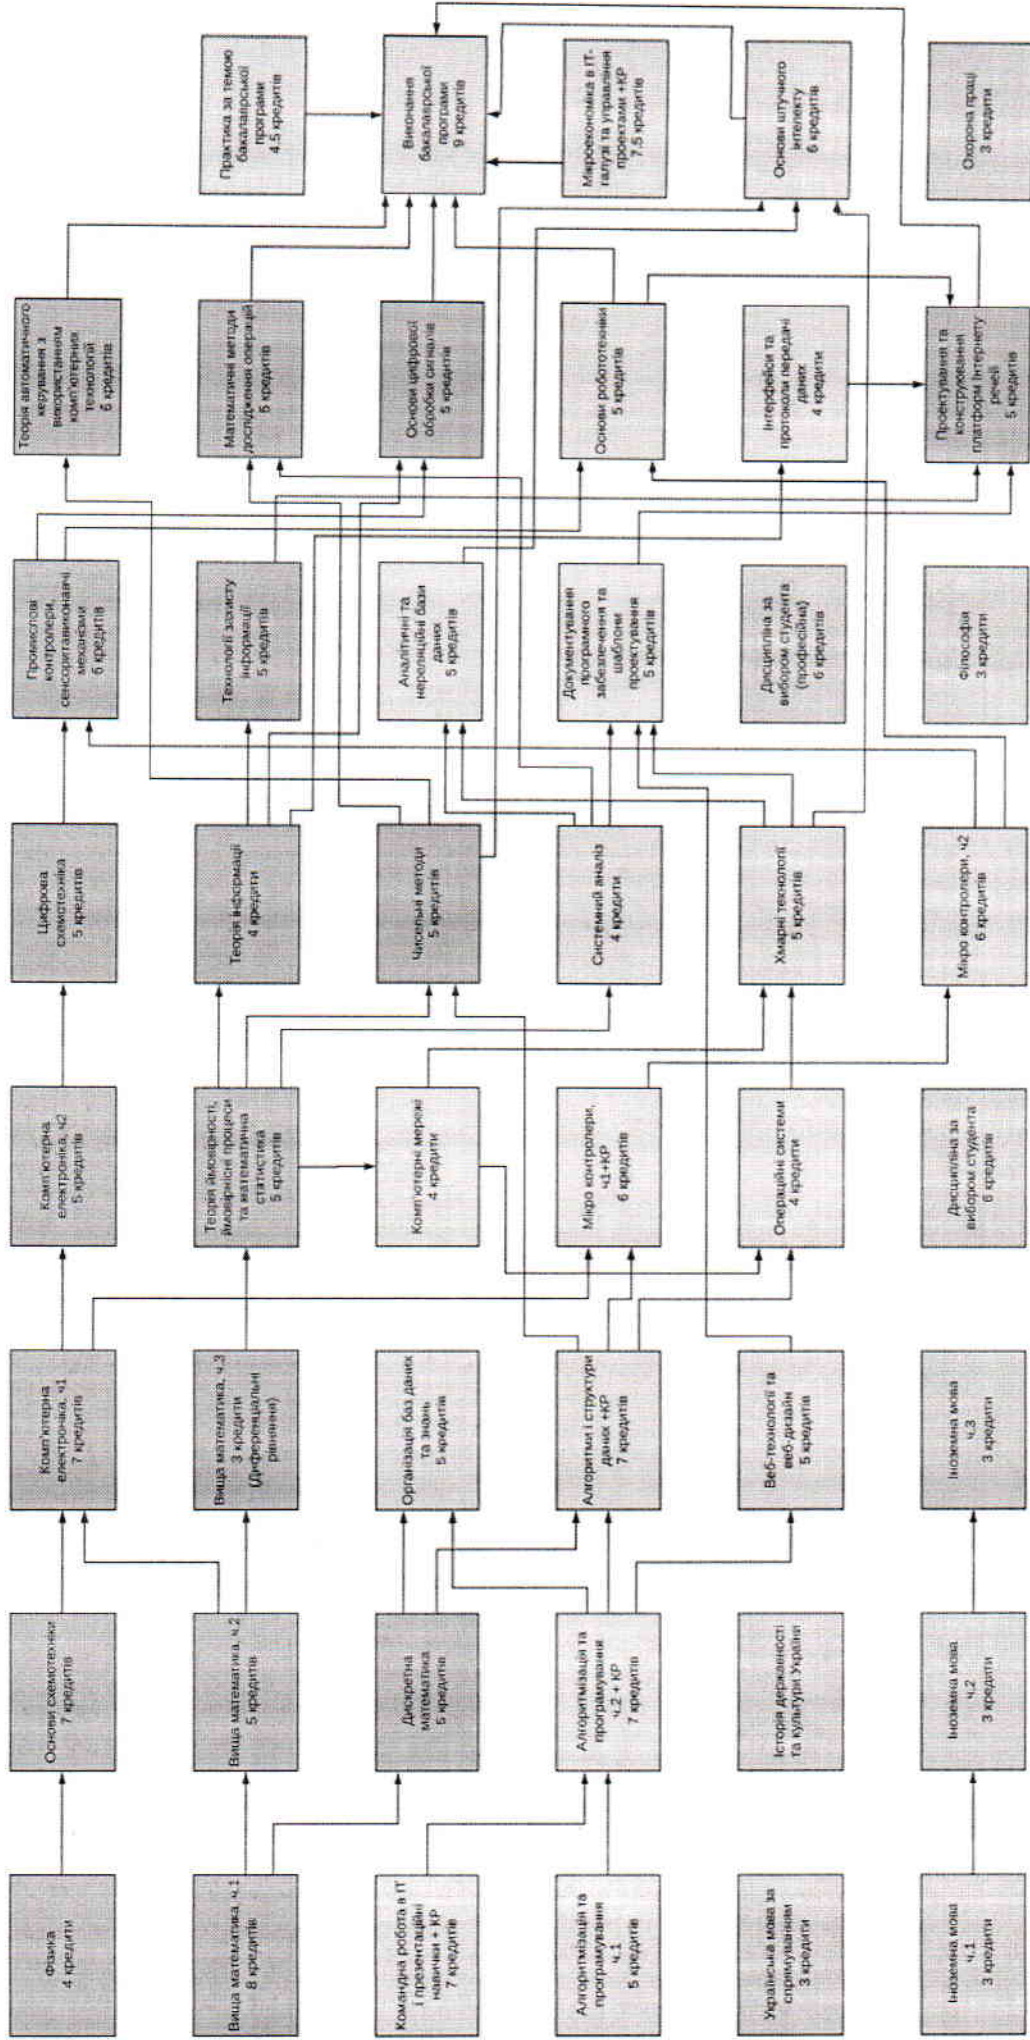 Фізика
4 кредити
Вища математика, ч.1
8 кредитів
Командна робота в ІТ
і презентаційні
навички + КР
7 кредитів
Алгоритмізація та
програмування
ч.1
5 кредитів
Українська мова за
спрямуванням
3 кредити
Іноземна мова
ч.1
3 кредити
Основи схемотехніки
7 кредитів
Вища математика, ч.2
5 кредитів
Дискретна
математика
5 кредитів
Алгоритмізація та
програмування
ч.2 + КР
7 кредитів
Історія державності
та культури України
Іноземна мова
ч.2
3 кредити
Комп'ютерна
електроніка, ч1
7 кредитів
Вища математика, ч.3
3 кредити
(Диференціальні
рівняння)
Організація баз даних
та знань
5 кредитів
Алгоритми і структури
даних +КР
7 кредитів
Веб-технології та
веб-дизайн
5 кредитів
Іноземна мова
ч.3
3 кредити
Комп'ютерна
електроніка, ч2
5 кредитів
Теорія ймовірності,
ймовірнісні процеси
та математична
статистика
5 кредитів
Комп'ютерні мережі
4 кредити
Мікро контролери,
ч1+КР
6 кредитів
Операційні системи
4 кредити
Дисципліна за
вибором студента
6 кредитів
Цифрова
схемотехніка
5 кредитів
Теорія інформації
4 кредити
Чисельні методи
5 кредитів
Системний аналіз
4 кредити
Хмарні технології
5 кредитів
Мікро контролери, ч2
6 кредитів
Промислові
контролери,
сенсоритавиконавчі
механізми
6 кредитів
Технології захисту
інформації
5 кредитів
Аналітичні та
нереляційні бази
даних
5 кредитів
Документування
програмного
забезпечення та
шаблони
проектування
5 кредитів
Дисципліна за
вибором студента
(професійна)
6 кредитів
Філософія
3 кредити
Теорія автоматичного
керування з
використанням
комп'ютерних
технологій
6 кредитів
Математичні методи
дослідження операцій
5 кредитів
Основи цифрової
обробки сигналів
5 кредитів
Основи робототехніки
5 кредитів
Інтерфейси та
протоколи передачі
даних
4 кредити
Проектування та
конструювання
платформ Інтернету
речей
5 кредитів
Практика за темою
бакалаврської
програми
4.5 кредитів
Виконання
бакалаврської
програми
9 кредитів
Мікроекономіка в ІТ-
галузі та управління
проектами +КР
7.5 кредитів
Основи штучного
інтелекту
6 кредитів
Охорона праці
3 кредити